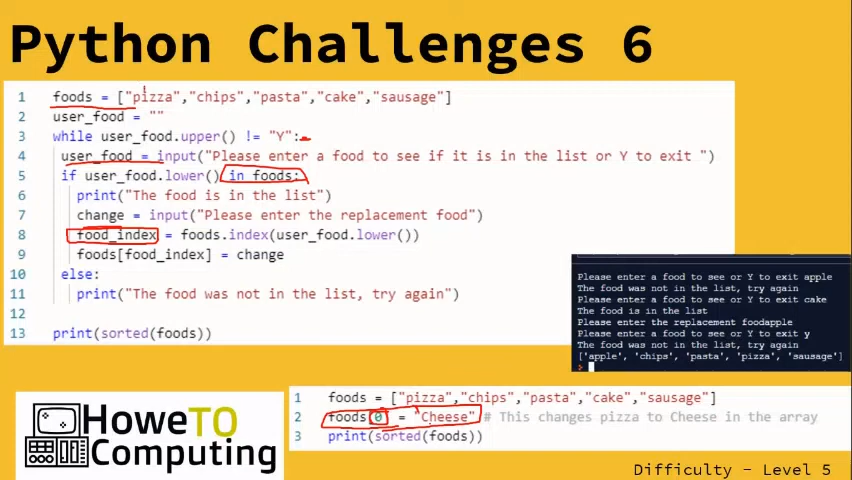 Python Challenges 6
1 foods = ["pizza","chips","pasta","cake","sausage"]
2 user_food = ""
3 while user_food.upper() != "Y":
4 user_food = input("Please enter a food to see if it is in the list or Y to exit ")
5 if user_food.lower() in foods:
6 print("The food is in the list")
7 change = input("Please enter the replacement food")
8 food_index = foods.index(user_food.lower())
9 foods[food_index] = change
10 else:
11 print("The food was not in the list, try again")
12
13 print(sorted(foods))
Please enter a food to see or Y to exit apple
The food was not in the list, try again
Please enter a food to see or Y to exit cake
The food is in the list
Please enter the replacement foodapple
Please enter a food to see or Y to exit y
The food was not in the list, try again
['apple', 'chips', 'pasta', 'pizza', 'sausage']
>
1 foods = ["pizza","chips","pasta","cake","sausage"]
2 foods[0] = "Cheese" # This changes pizza to Cheese in the array
3 print(sorted(foods))
HoweTO
Computing
Difficulty - Level 5